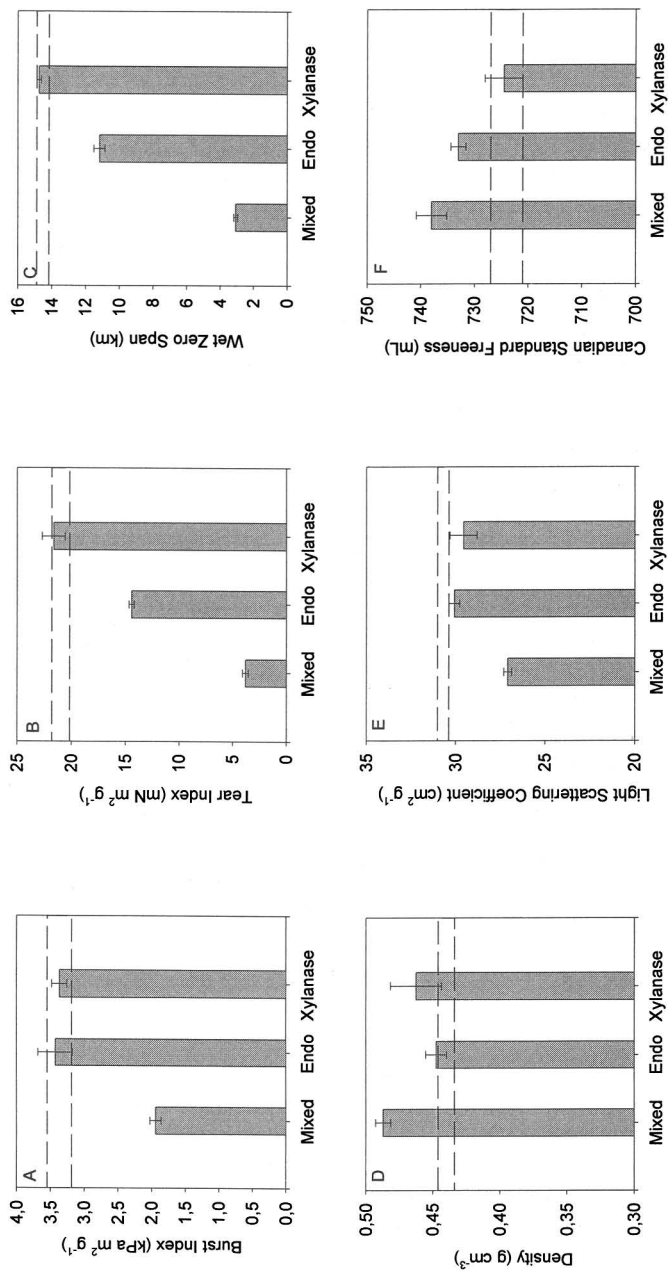 A
4,0
3,5
3,0
2,5
2,0
1,5
1,0
0,5
0,0
Burst Index (kPa m² g⁻¹)
Mixed Endo Xylanase
B
25
20
15
10
5
0
Tear Index (mN m² g⁻¹)
Mixed Endo Xylanase
C
16
14
12
10
8
6
4
2
0
Wet Zero Span (km)
Mixed Endo Xylanase
D
0,50
0,45
0,40
0,35
0,30
Density (g cm⁻³)
Mixed Endo Xylanase
E
35
30
25
20
Light Scattering Coefficient (cm² g⁻¹)
Mixed Endo Xylanase
F
750
740
730
720
710
700
Canadian Standard Freeness (mL)
Mixed Endo Xylanase